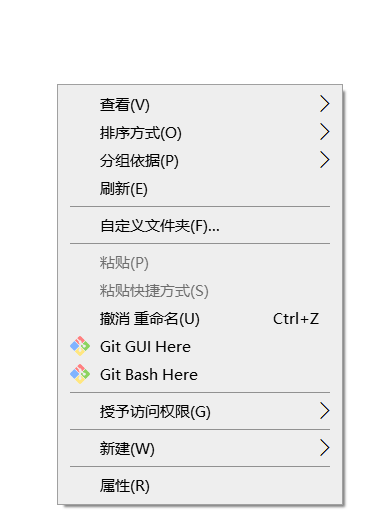 查看(V)
排序方式(O)
分组依据(P)
刷新(E)
自定义文件夹(F)...
粘贴(P)
粘贴快捷方式(S)
撤消 重命名(U) Ctrl+Z
Git GUI Here
Git Bash Here
授予访问权限(G)
新建(W)
属性(R)